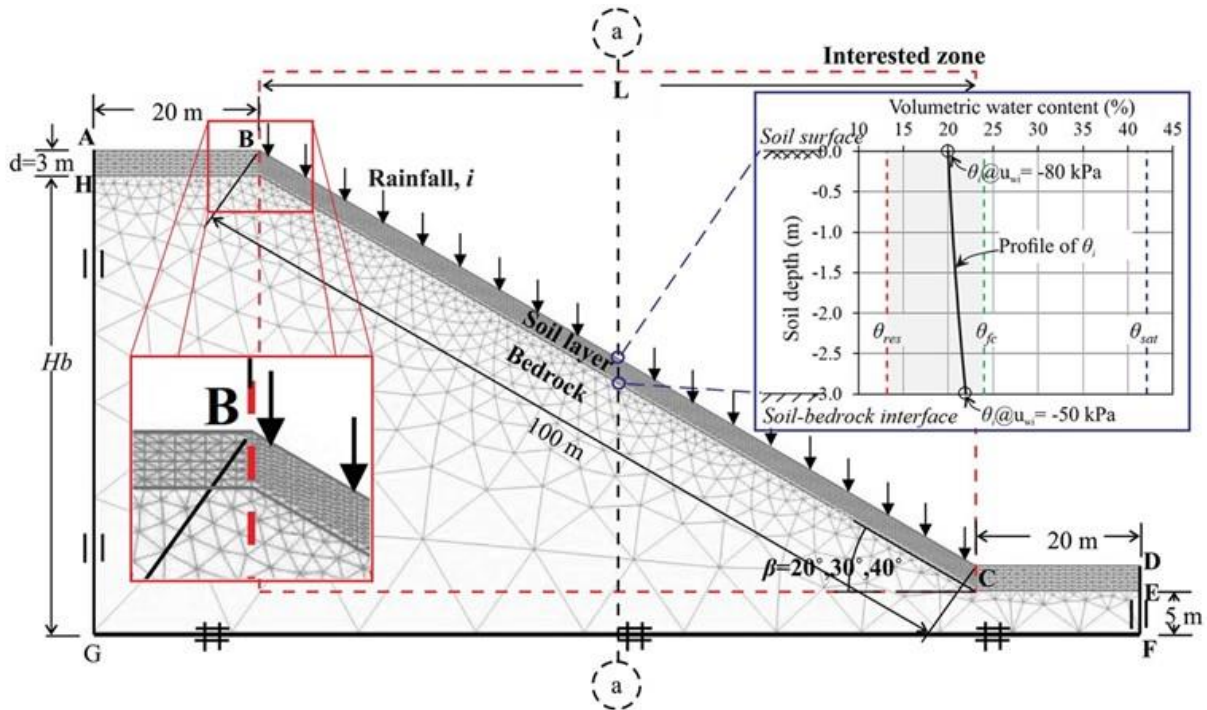 a
Interested zone
L
20 m
A
B
d=3 m
H
Rainfall, i
Volumetric water content (%)
Soil surface
10 15 20 25 30 35 40 45
0.0
θi@uwi= -80 kPa
-0.5
-1.0
Profile of θi
-1.5
Soil depth (m)
-2.0
θres
θfc
θsat
-2.5
-3.0
Soil-bedrock interface
θi@uwi= -50 kPa
Soil layer
Bedrock
Hb
100 m
B
20 m
D
β=20°,30°,40°
C
E
5 m
G
F
a